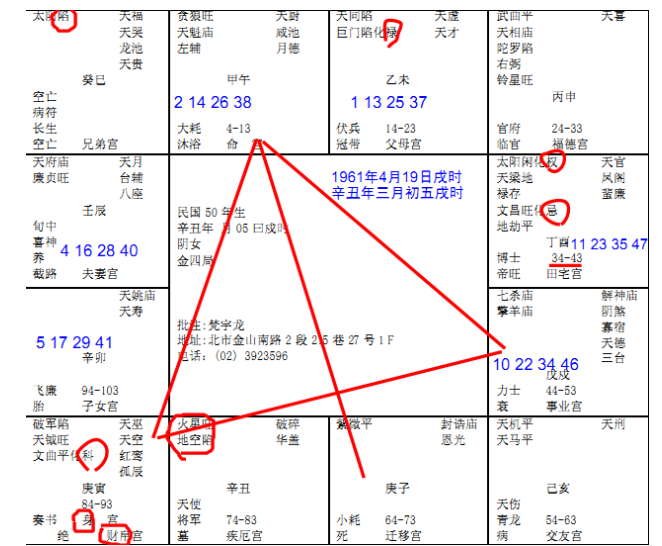 太阴陷 天福
天哭
龙池
天贵
癸巳
空亡
病符
长生
空亡 兄弟宫
贪狼旺 天厨
天魁庙 咸池
左辅 月德
甲午
2 14 26 38
大耗 4-13
沐浴 命宫
天同陷 天虚
巨门陷化禄 天才
乙未
1 13 25 37
伏兵 14-23
冠带 父母宫
武曲平 天喜
天相庙
陀罗陷
右弼
铃星旺
丙申
官府 24-33
临官 福德宫
天府庙 天月
廉贞旺 台辅
八座
壬辰
旬中
喜神
养 4 16 28 40
截路 夫妻宫
1961年4月19日戌时
辛丑年三月初五戌时
民国 50 年生
辛丑年 月 05 日戌时
阴女
金四局
批注:梵宇龙
地址:北市金山南路 2 段 215 巷 27 号 1F
电话: (02) 3923596
太阳闲化权 天官
天梁地 凤阁
禄存 蜚廉
文昌旺化忌
地劫平
丁酉 11 23 35 47
博士 34-43
帝旺 田宅宫
天姚庙
天寿
5 17 29 41
辛卯
飞廉 94-103
胎 子女宫
七杀庙 解神庙
擎羊庙 阴煞
寡宿
天德
三台
10 22 34 46
戊戌
力士 44-53
衰 事业宫
破军陷 天巫
天钺旺 天空
文曲平化科 红鸾
孤辰
庚寅
84-93
奏书 身 宫
绝 财帛宫
火星旺 破碎
地空陷 华盖
辛丑
天使
将军 74-83
墓 疾厄宫
紫微平 封诰庙
恩光
庚子
小耗 64-73
死 迁移宫
天机平 天刑
天马平
己亥
天伤
青龙 54-63
病 交友宫